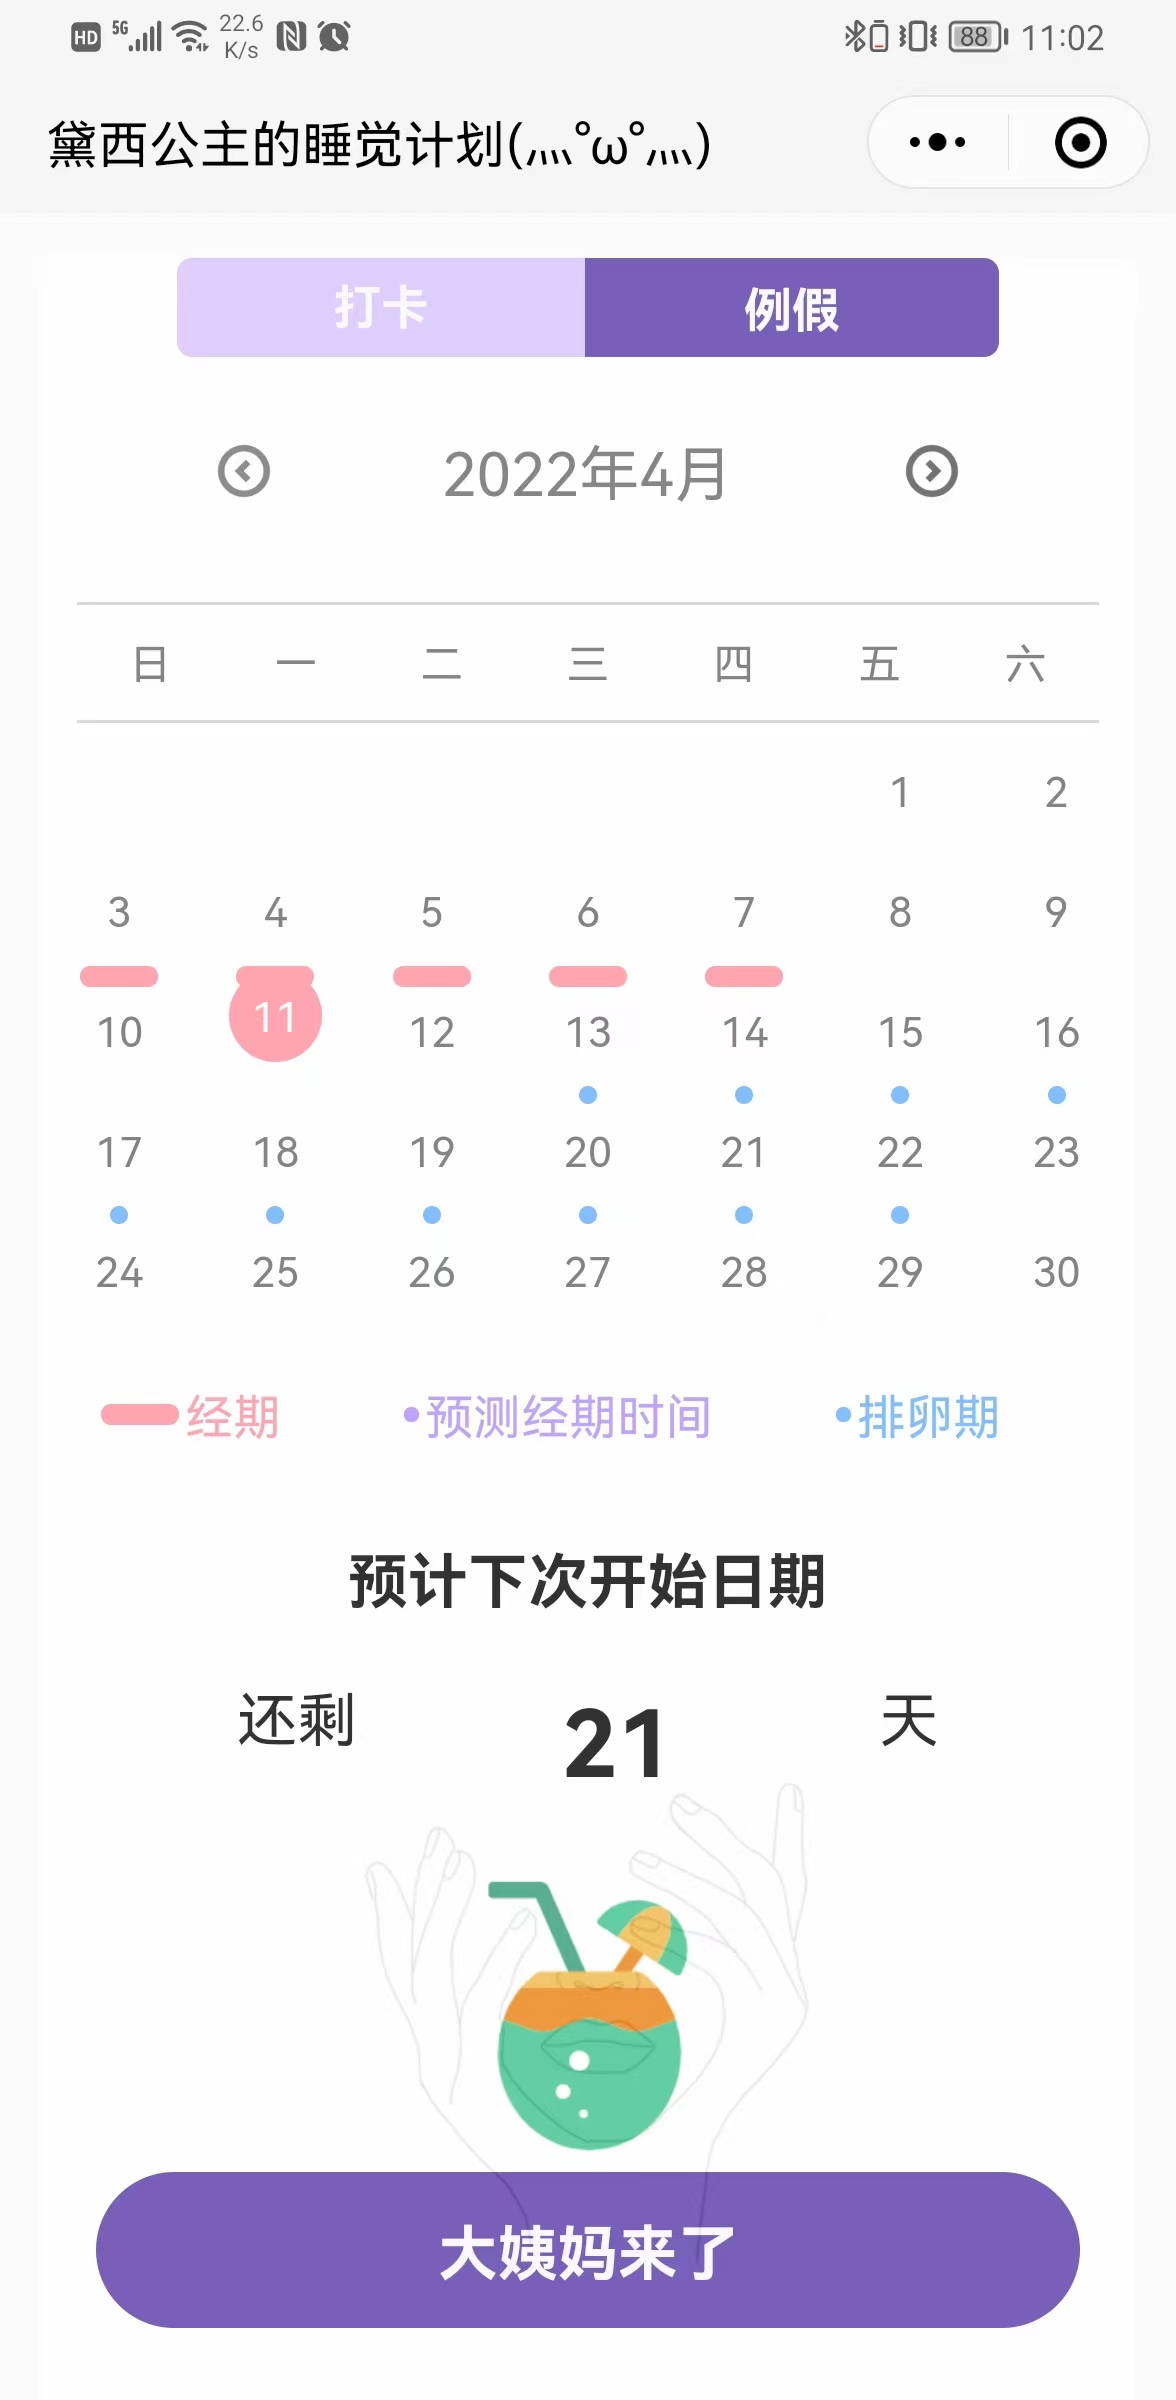 HD 5G 22.6 K/s 88 11:02
黛西公主的睡觉计划(灬°ω°灬)
打卡 例假
2022年4月
日 一 二 三 四 五 六
1 2
3 4 5 6 7 8 9
10 11 12 13 14 15 16
17 18 19 20 21 22 23
24 25 26 27 28 29 30
经期 •预测经期时间 •排卵期
预计下次开始日期
还剩 21 天
大姨妈来了